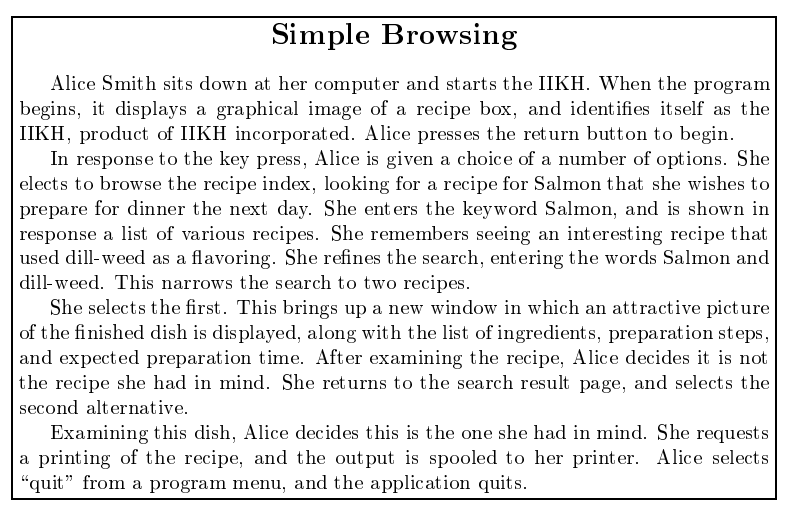 Simple Browsing
Alice Smith sits down at her computer and starts the IIKH. When the program
begins, it displays a graphical image of a recipe box, and identifies itself as the
IIKH, product of IIKH incorporated. Alice presses the return button to begin.
In response to the key press, Alice is given a choice of a number of options. She
elects to browse the recipe index, looking for a recipe for Salmon that she wishes to
prepare for dinner the next day. She enters the keyword Salmon, and is shown in
response a list of various recipes. She remembers seeing an interesting recipe that
used dill-weed as a flavoring. She refines the search, entering the words Salmon and
dill-weed. This narrows the search to two recipes.
She selects the first. This brings up a new window in which an attractive picture
of the finished dish is displayed, along with the list of ingredients, preparation steps,
and expected preparation time. After examining the recipe, Alice decides it is not
the recipe she had in mind. She returns to the search result page, and selects the
second alternative.
Examining this dish, Alice decides this is the one she had in mind. She requests
a printing of the recipe, and the output is spooled to her printer. Alice selects
“quit” from a program menu, and the application quits.